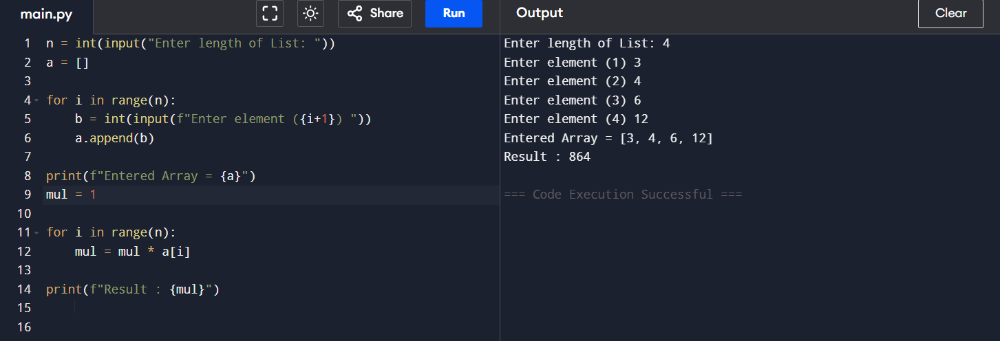 main.py
Share
Run
Output
Clear
1 n = int(input("Enter length of List: "))
2 a = []
3
4 for i in range(n):
5     b = int(input(f"Enter element ({i+1}) "))
6     a.append(b)
7
8 print(f"Entered Array = {a}")
9 mul = 1
10
11 for i in range(n):
12     mul = mul * a[i]
13
14 print(f"Result : {mul}")
15
16
Enter length of List: 4
Enter element (1) 3
Enter element (2) 4
Enter element (3) 6
Enter element (4) 12
Entered Array = [3, 4, 6, 12]
Result : 864
=== Code Execution Successful ===